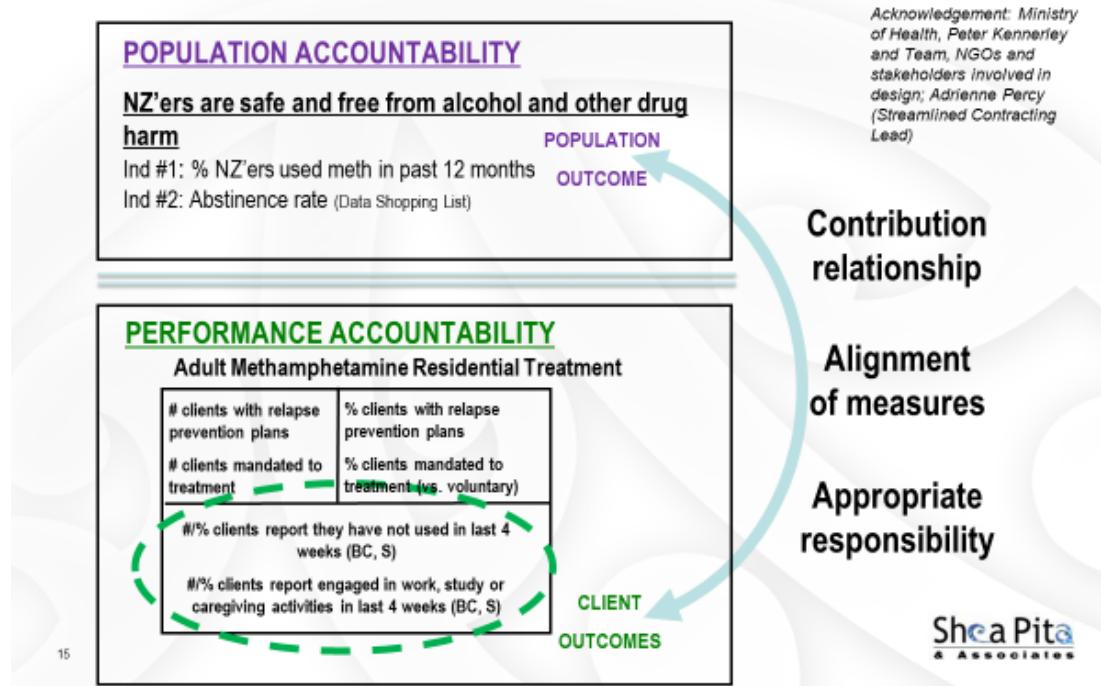 Acknowledgement: Ministry
of Health, Peter Kennerley
and Team, NGOs and
stakeholders involved in
design; Adrienne Percy
(Streamlined Contracting
Lead)
POPULATION ACCOUNTABILITY
NZ'ers are safe and free from alcohol and other drug
harm
POPULATION
OUTCOME
Ind #1: % NZ'ers used meth in past 12 months
Ind #2: Abstinence rate (Data Shopping List)
Contribution
relationship
Alignment
of measures
Appropriate
responsibility
PERFORMANCE ACCOUNTABILITY
Adult Methamphetamine Residential Treatment
# clients with relapse
prevention plans
# clients mandated to
treatment
% clients with relapse
prevention plans
% clients mandated to
treatment (vs. voluntary)
#/% clients report they have not used in last 4
weeks (BC, S)
#/% clients report engaged in work, study or
caregiving activities in last 4 weeks (BC, S)
CLIENT
OUTCOMES
15
Shea Pita
& Associates